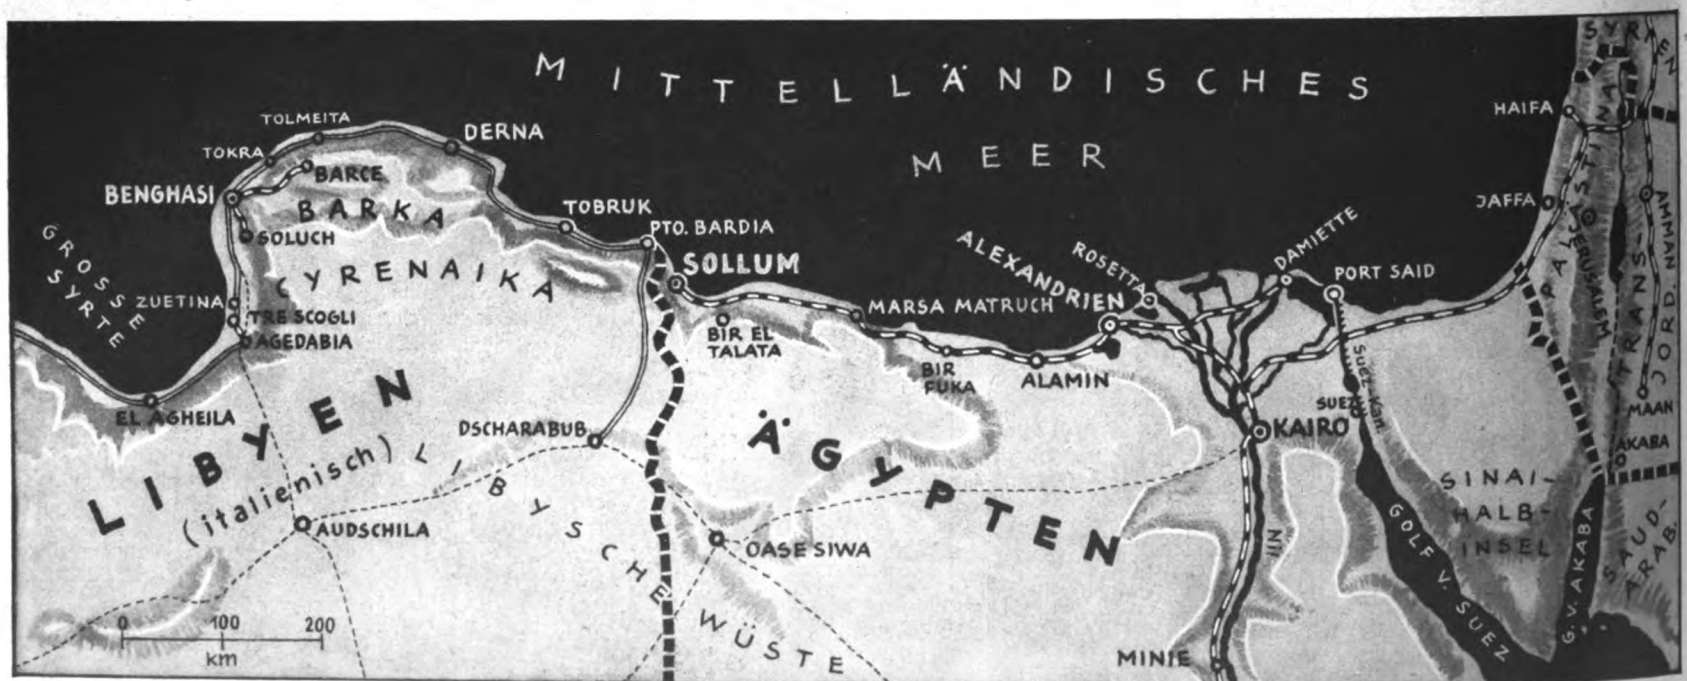 MITTELLÄNDISCHES
MEER
SYRIEN
HAIFA
PALÄSTINA
JAFFA
JERUSALEM
TRANS-
JORD.
AMMAN
MAAN
AKABA
TOLMEITA
DERNA
TOKRA
BARCE
BENGHASI
BARKA
SOLUCH
GROSSE
SYRTE
CYRENAIKA
TOBRUK
PTO. BARDIA
SOLLUM
ZUETINA
TRE SCOGLI
AGEDABIA
EL AGHEILA
BIR EL
TALATA
MARSA MATRUCH
BIR
FUKA
ALAMIN
ALEXANDRIEN
ROSETTA
DAMIETTE
PORT SAID
Suez-Kan.
SUEZ
KAIRO
LIBYEN
(italienisch)
DSCHARABUB
LIBYSCHE
WÜSTE
AUDSCHILA
ÄGYPTEN
OASE SIWA
Nil
MINIE
SINAI-
HALB-
INSEL
GOLF V. SUEZ
G. V. AKABA
SAUD-
ARAB.
0 100 200
km